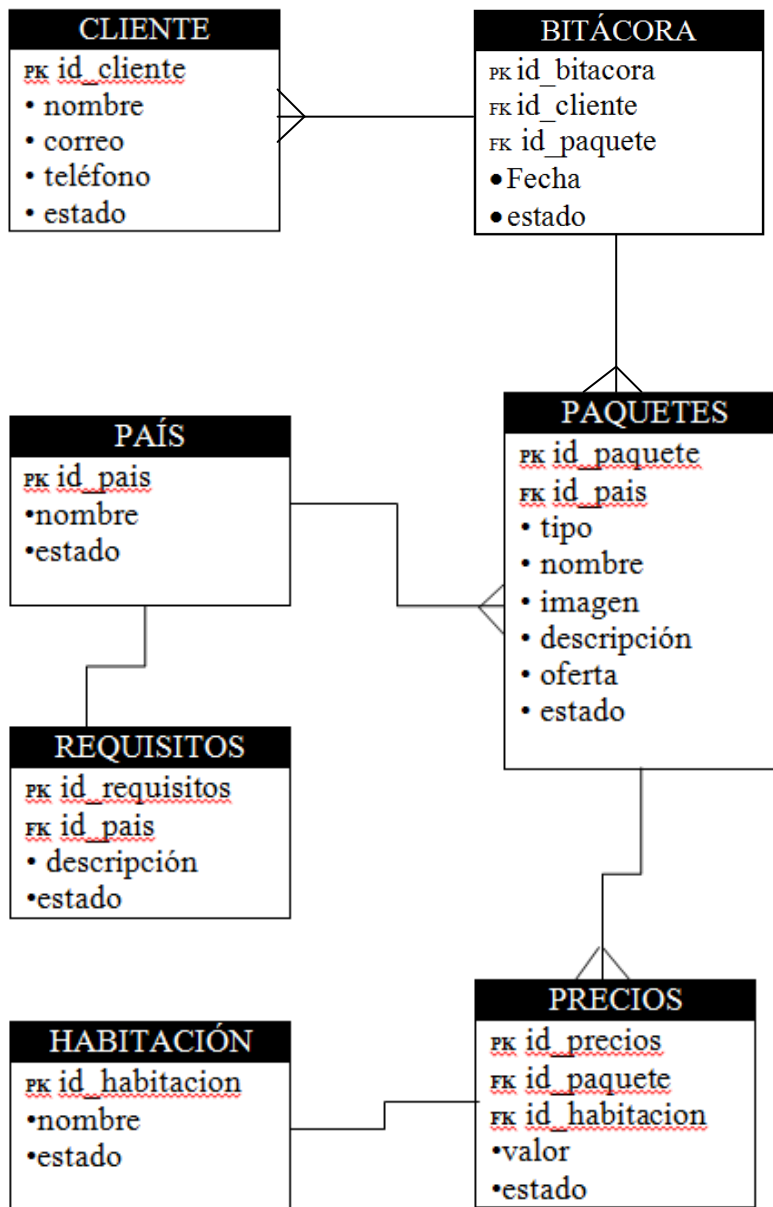 CLIENTE
PK id_cliente
• nombre
• correo
• teléfono
• estado
BITÁCORA
PK id_bitacora
FK id_cliente
FK id_paquete
• Fecha
• estado
PAÍS
PK id_pais
•nombre
•estado
PAQUETES
PK id_paquete
FK id_pais
• tipo
• nombre
• imagen
• descripción
• oferta
• estado
REQUISITOS
PK id_requisitos
FK id_pais
• descripción
•estado
HABITACIÓN
PK id_habitacion
•nombre
•estado
PRECIOS
PK id_precios
FK id_paquete
FK id_habitacion
•valor
•estado